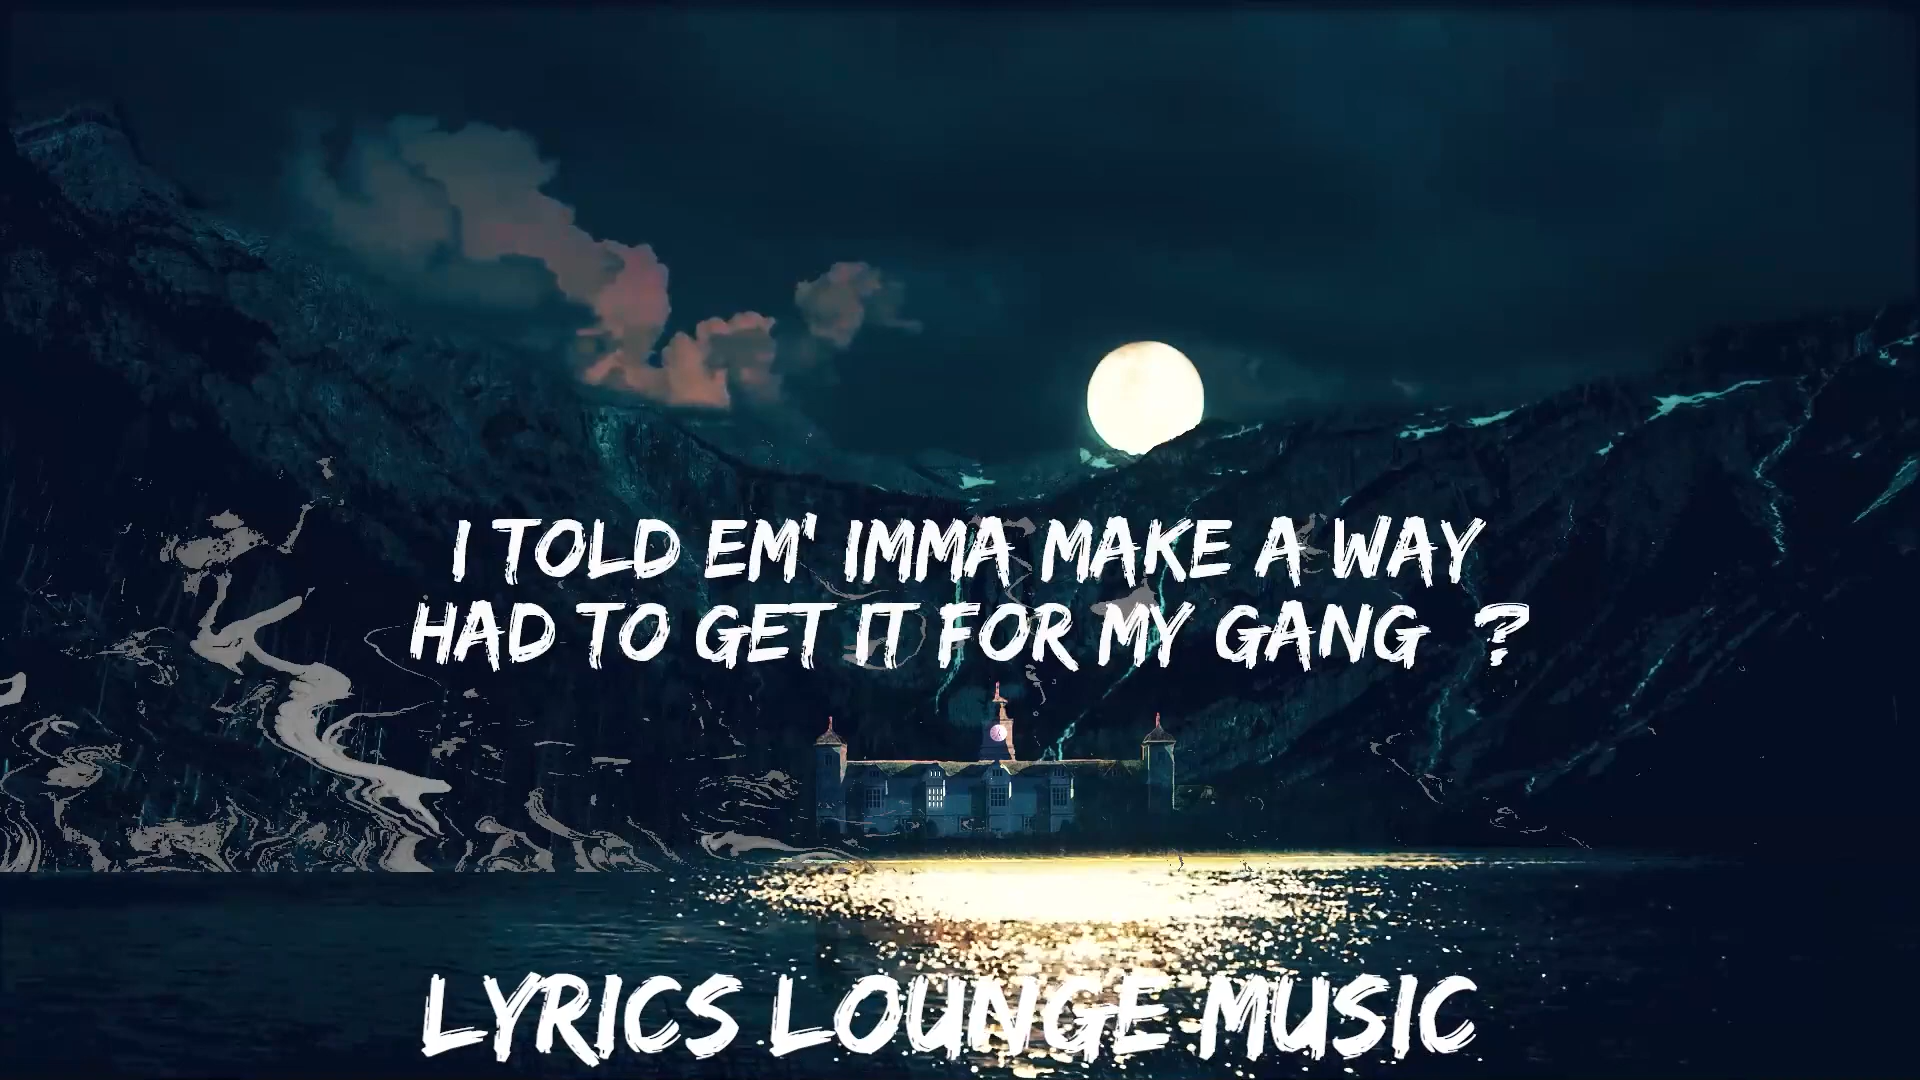 I TOLD EM' IMMA MAKE A WAY
HAD TO GET IT FOR MY GANG ?
LYRICS LOUNGE MUSIC